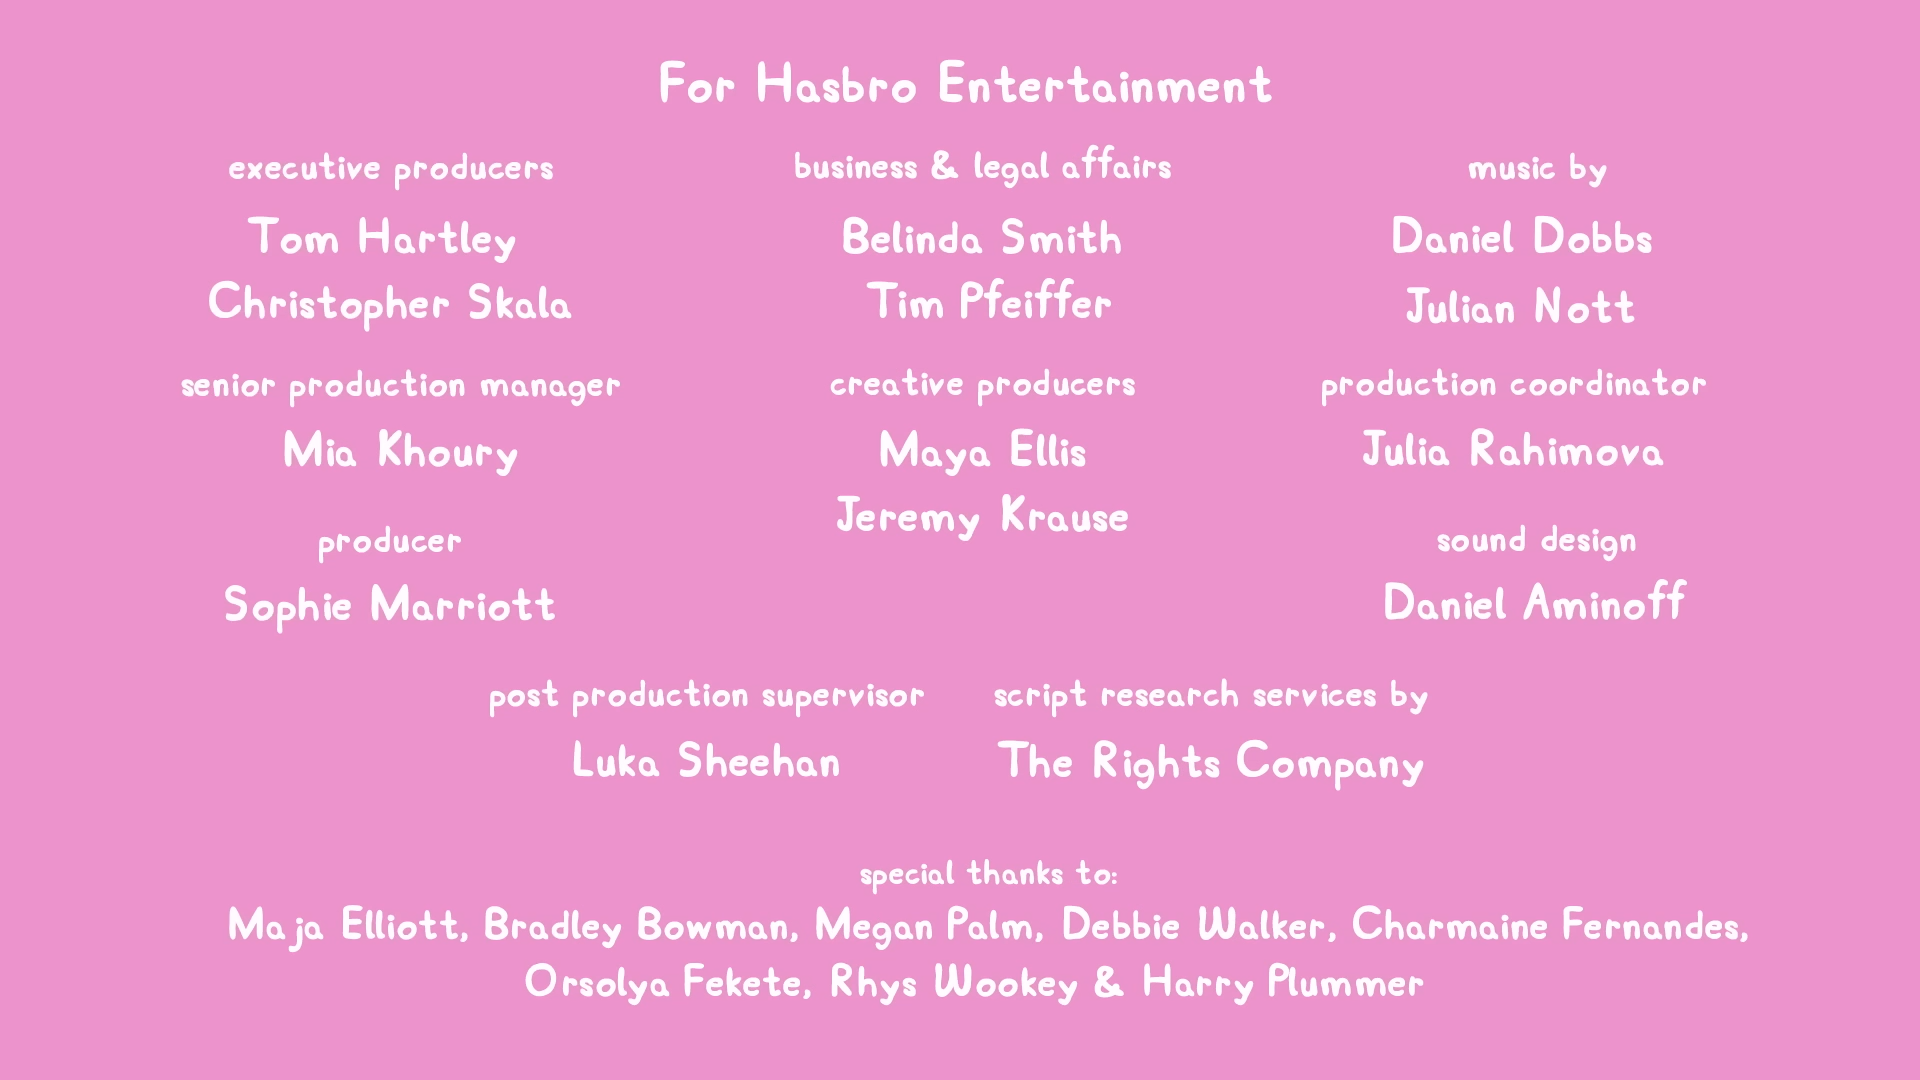 For Hasbro Entertainment
executive producers
Tom Hartley
Christopher Skala
business & legal affairs
Belinda Smith
Tim Pfeiffer
music by
Daniel Dobbs
Julian Nott
senior production manager
Mia Khoury
creative producers
Maya Ellis
Jeremy Krause
production coordinator
Julia Rahimova
producer
Sophie Marriott
sound design
Daniel Aminoff
post production supervisor
Luka Sheehan
script research services by
The Rights Company
special thanks to:
Maja Elliott, Bradley Bowman, Megan Palm, Debbie Walker, Charmaine Fernandes,
Orsolya Fekete, Rhys Wookey & Harry Plummer